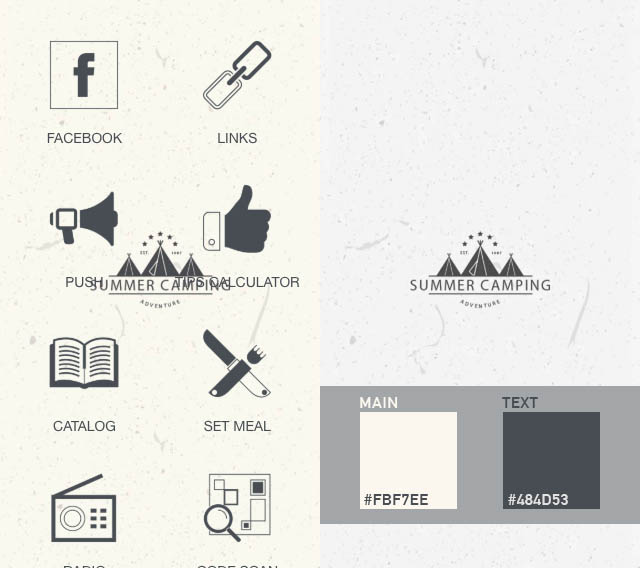 FACEBOOK
LINKS
PUSH
TIPS CALCULATOR
EST. 1987
SUMMER CAMPING
ADVENTURE
CATALOG
SET MEAL
RADIO
CODE SCAN
EST. 1987
SUMMER CAMPING
ADVENTURE
MAIN
TEXT
#FBF7EE
#484D53